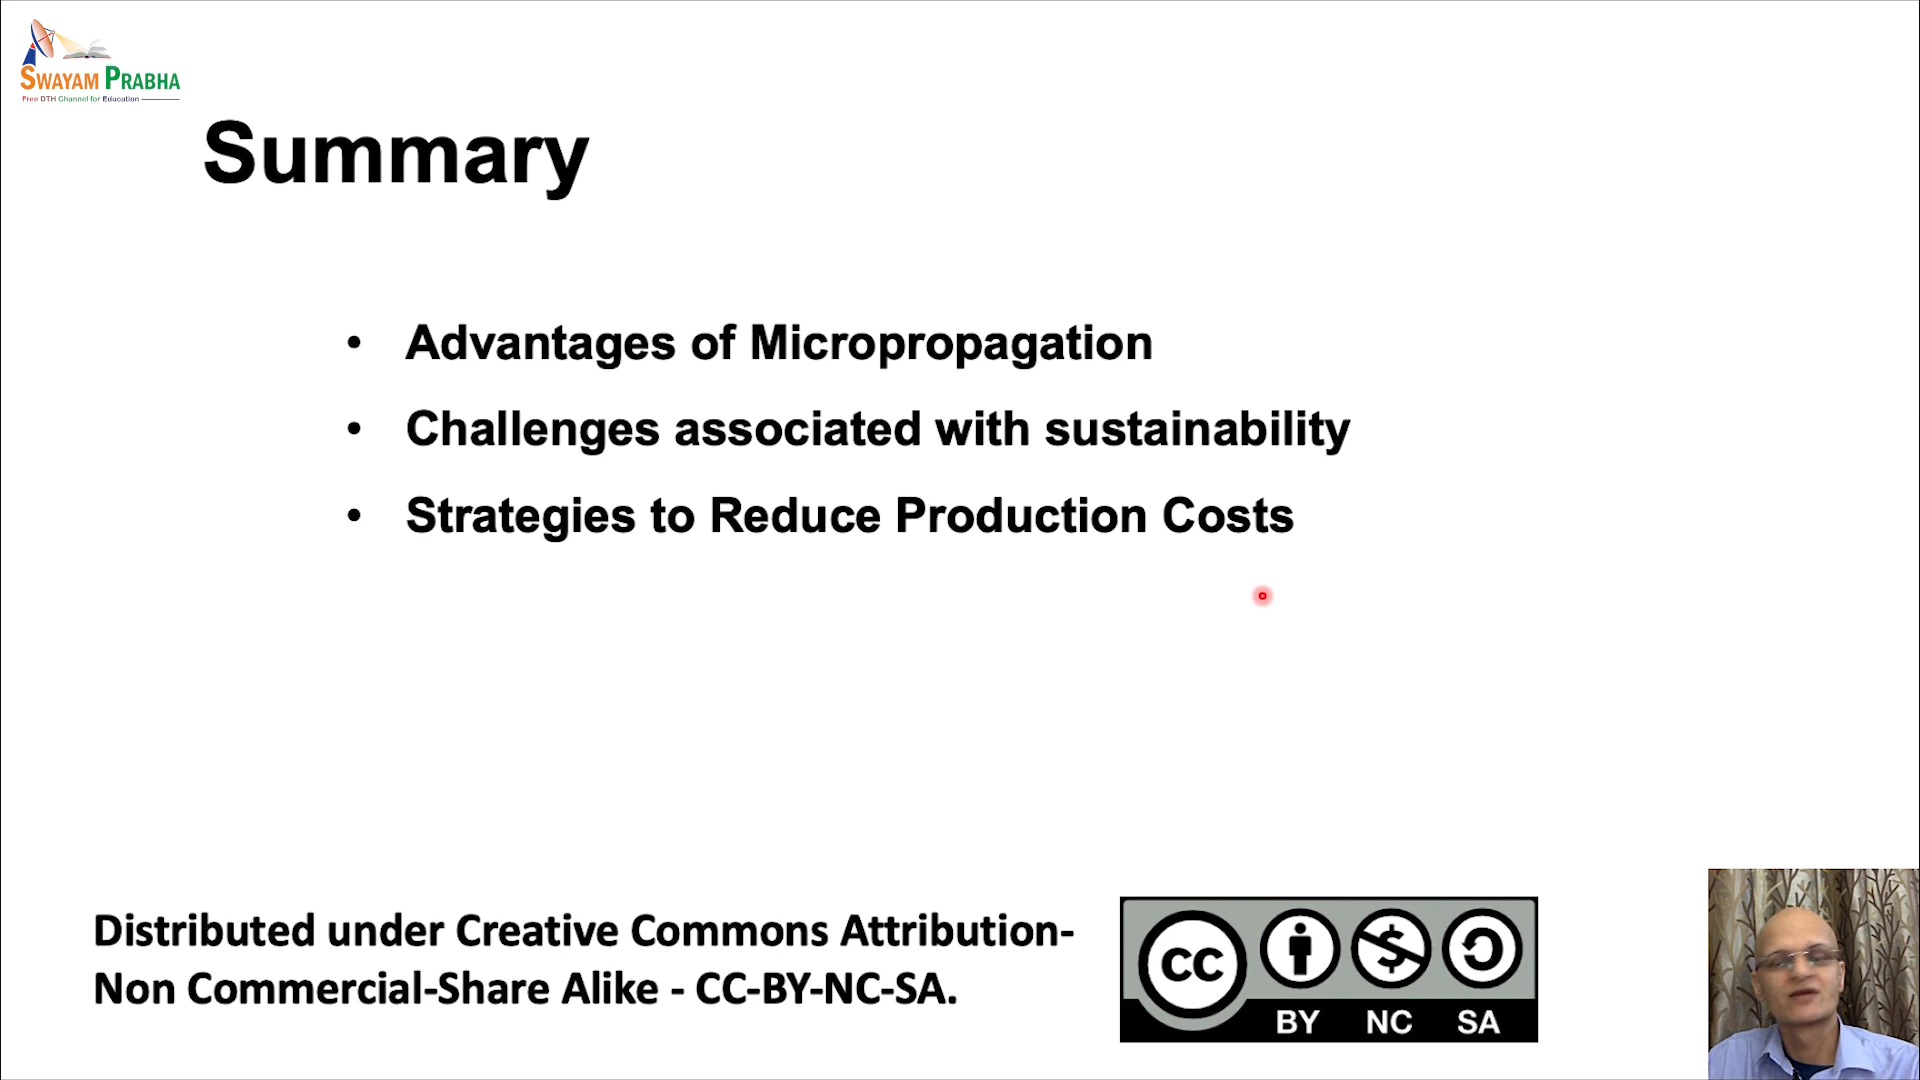 SWAYAM PRABHA
Free DTH Channel for Education
Summary
• Advantages of Micropropagation
• Challenges associated with sustainability
• Strategies to Reduce Production Costs
Distributed under Creative Commons Attribution-
Non Commercial-Share Alike - CC-BY-NC-SA.
CC
BY NC SA